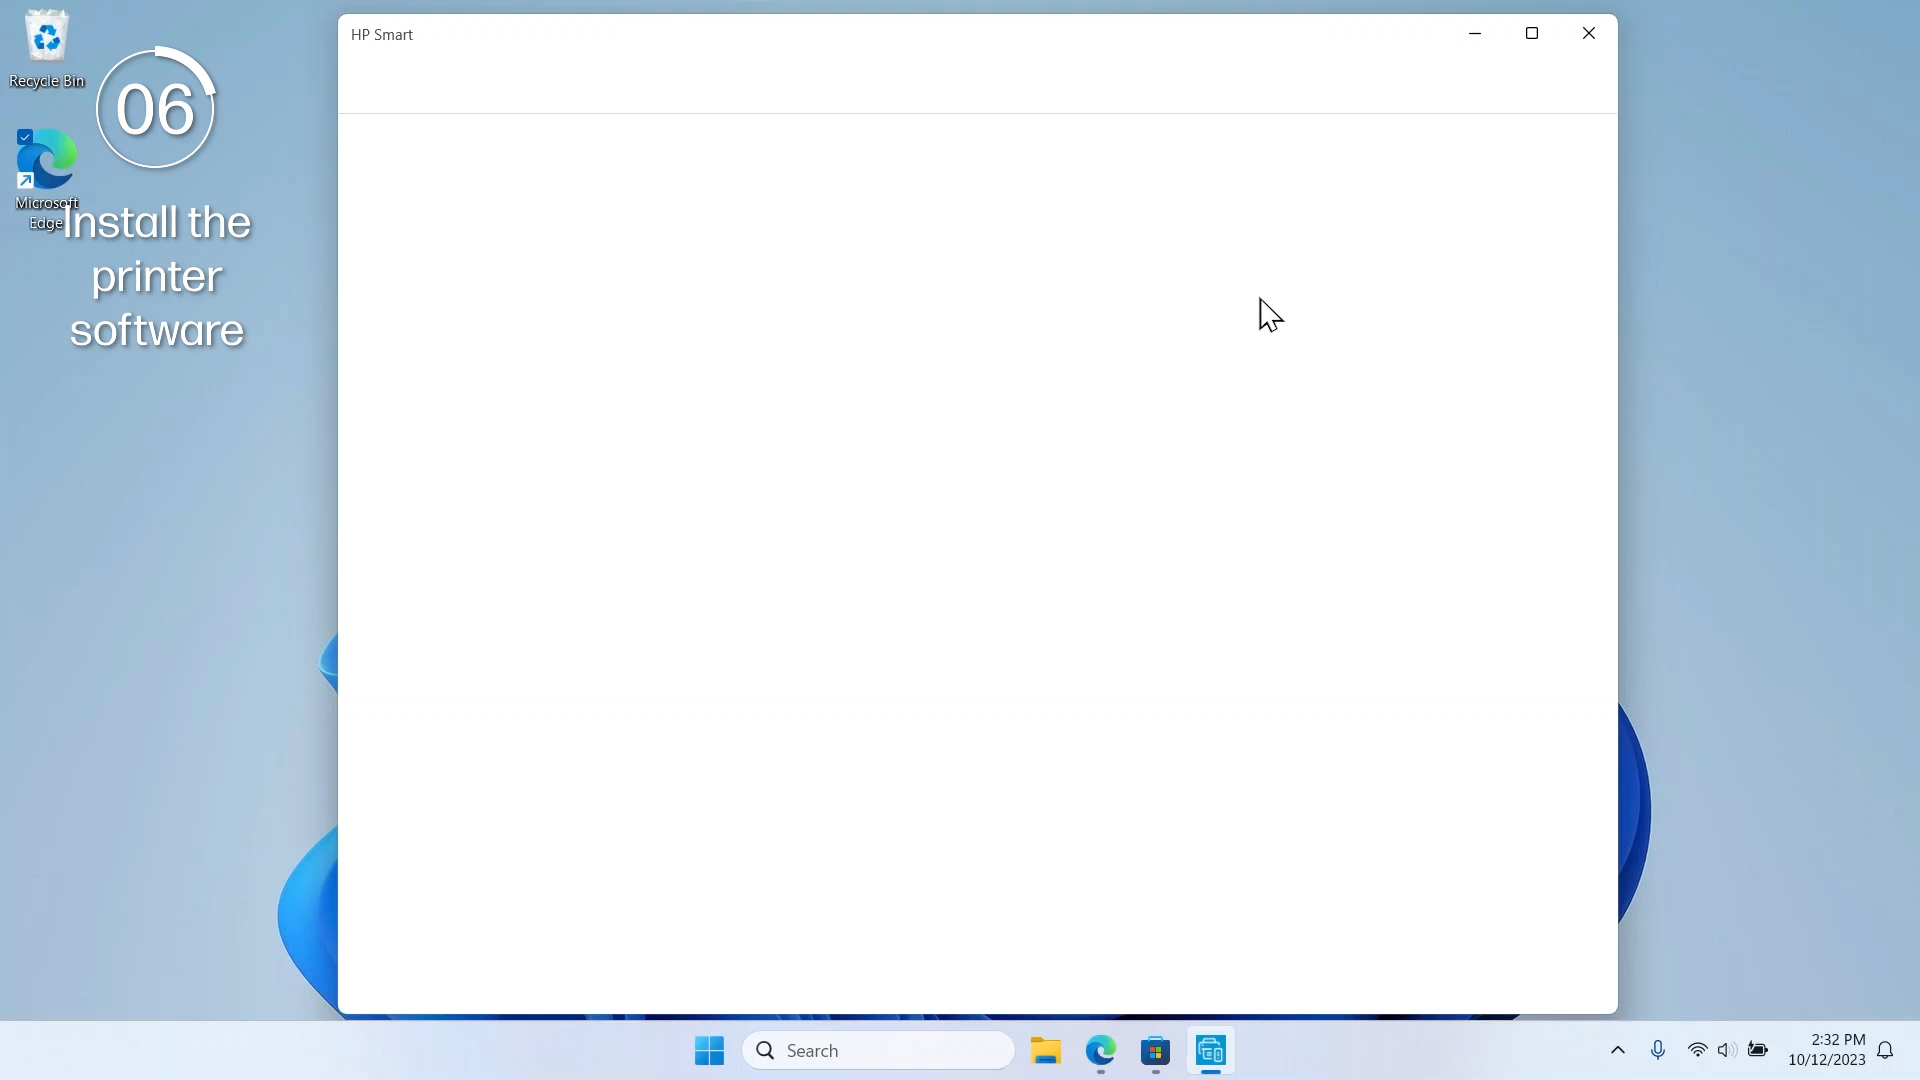 HP Smart
Recycle Bin
06
Microsoft
Edge
Install the
printer
software
Search
2:32 PM
10/12/2023